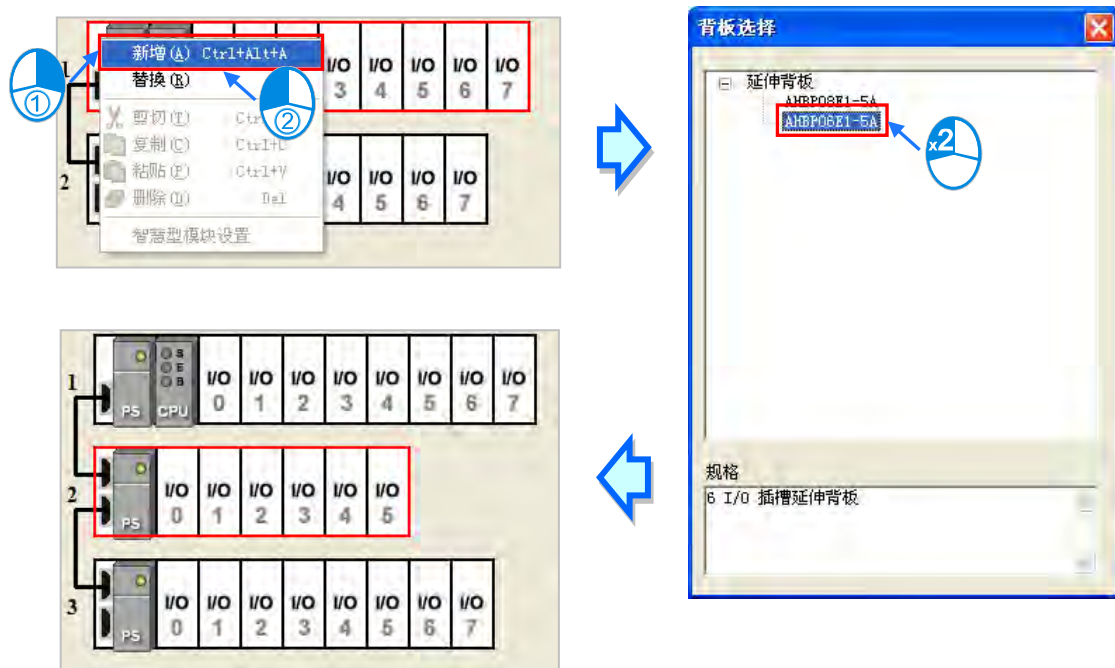 1
新增(A) Ctrl+Alt+A
替换(R)
剪切(T)
复制(C) Ctrl+C
粘贴(P) Ctrl+V
删除(D) Del
智慧型模块设置
I/O I/O I/O I/O I/O
3 4 5 6 7
①
②
2
I/O I/O I/O I/O
4 5 6 7
背板选择
延伸背板
AHBP08E1-5A
AHBP06E1-5A
x2
规格
6 I/O 插槽延伸背板
1
S
E
B
PS CPU
I/O I/O I/O I/O I/O I/O I/O I/O
0 1 2 3 4 5 6 7
2
PS
I/O I/O I/O I/O I/O I/O
0 1 2 3 4 5
3
PS
I/O I/O I/O I/O I/O I/O I/O I/O
0 1 2 3 4 5 6 7